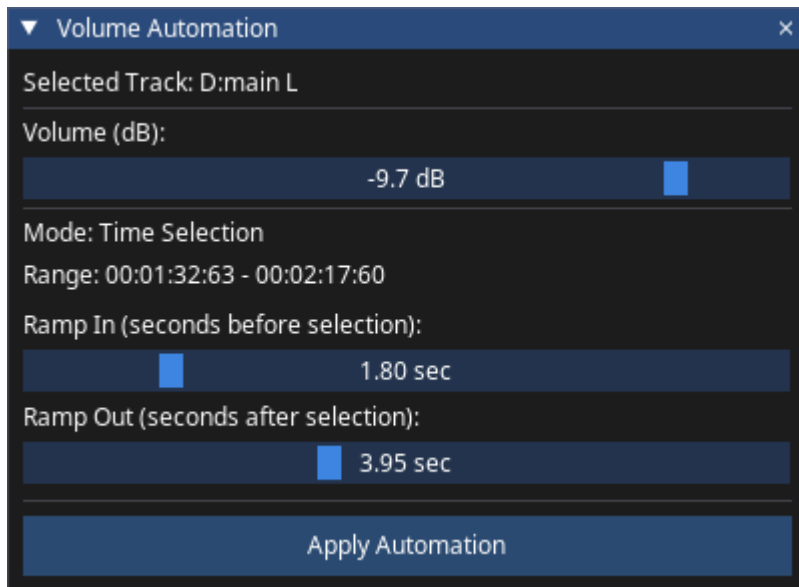 Volume Automation
Selected Track: D:main L
Volume (dB):
-9.7 dB
Mode: Time Selection
Range: 00:01:32:63 - 00:02:17:60
Ramp In (seconds before selection):
1.80 sec
Ramp Out (seconds after selection):
3.95 sec
Apply Automation